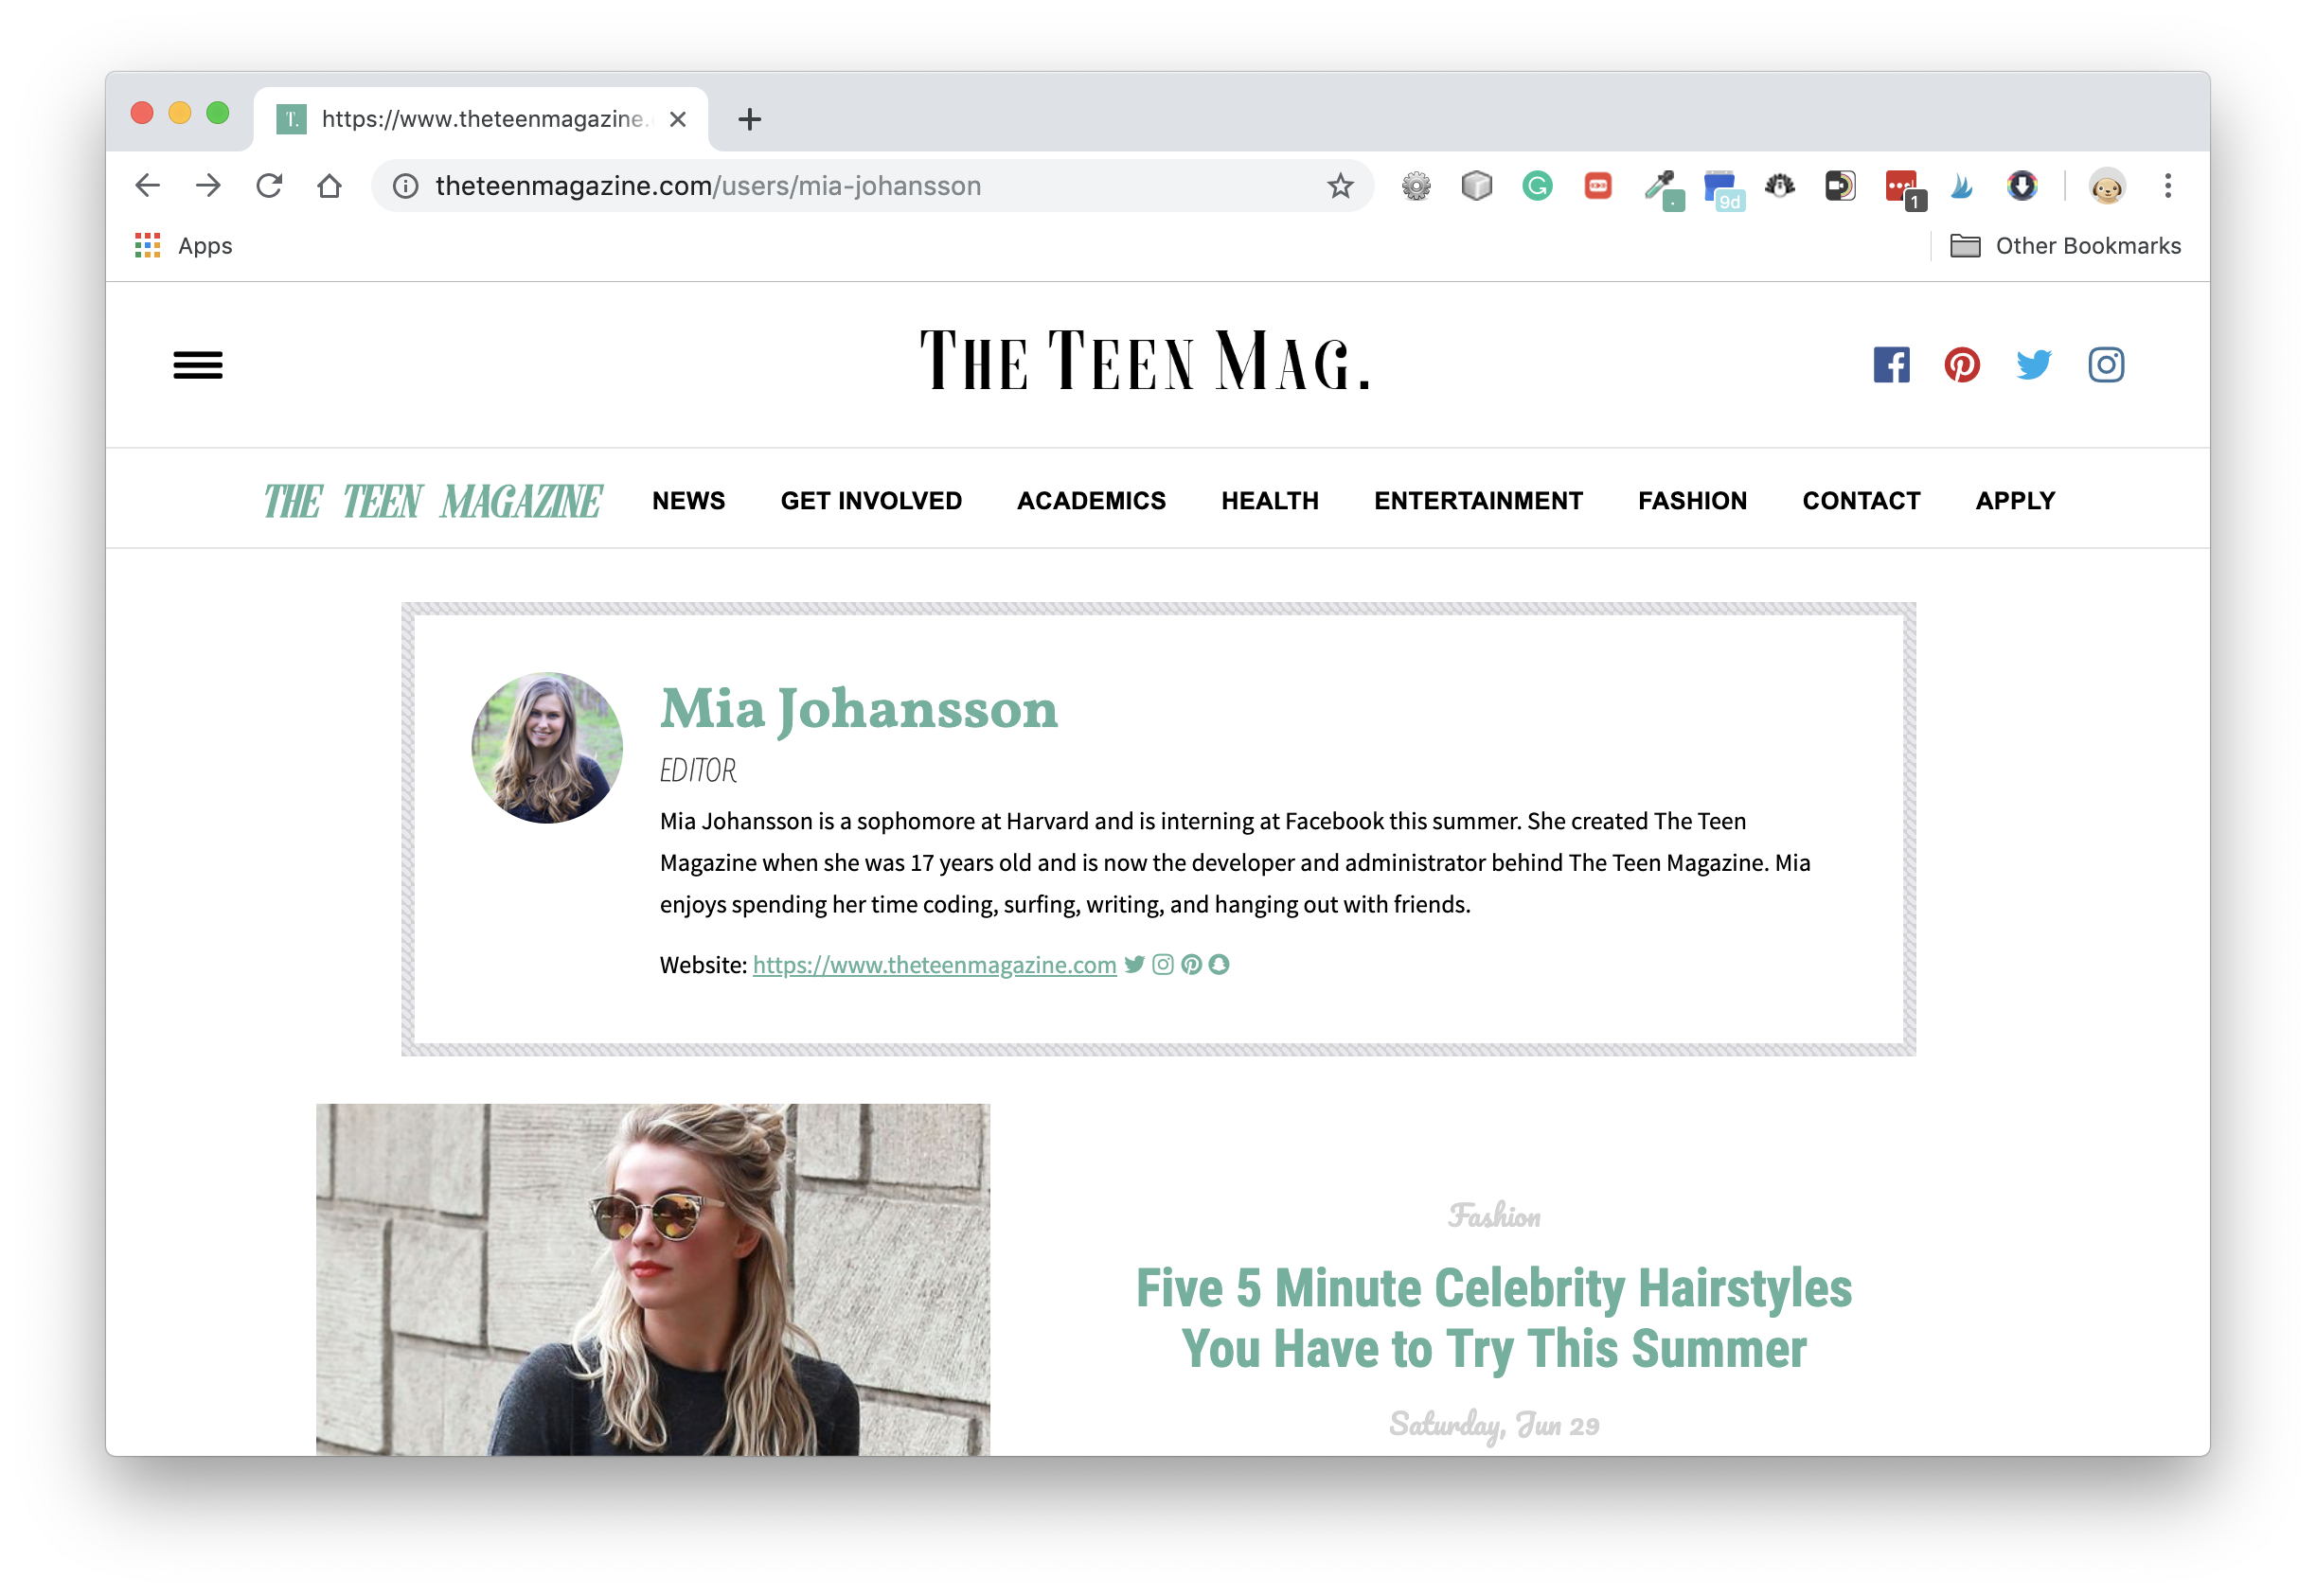 T. https://www.theteenmagazine.
theteenmagazine.com/users/mia-johansson
9d
1
Apps
Other Bookmarks
THE TEEN MAG.
THE TEEN MAGAZINE NEWS GET INVOLVED ACADEMICS HEALTH ENTERTAINMENT FASHION CONTACT APPLY
Mia Johansson
EDITOR
Mia Johansson is a sophomore at Harvard and is interning at Facebook this summer. She created The Teen
Magazine when she was 17 years old and is now the developer and administrator behind The Teen Magazine. Mia
enjoys spending her time coding, surfing, writing, and hanging out with friends.
Website: https://www.theteenmagazine.com
Fashion
Five 5 Minute Celebrity Hairstyles
You Have to Try This Summer
Saturday, Jun 29